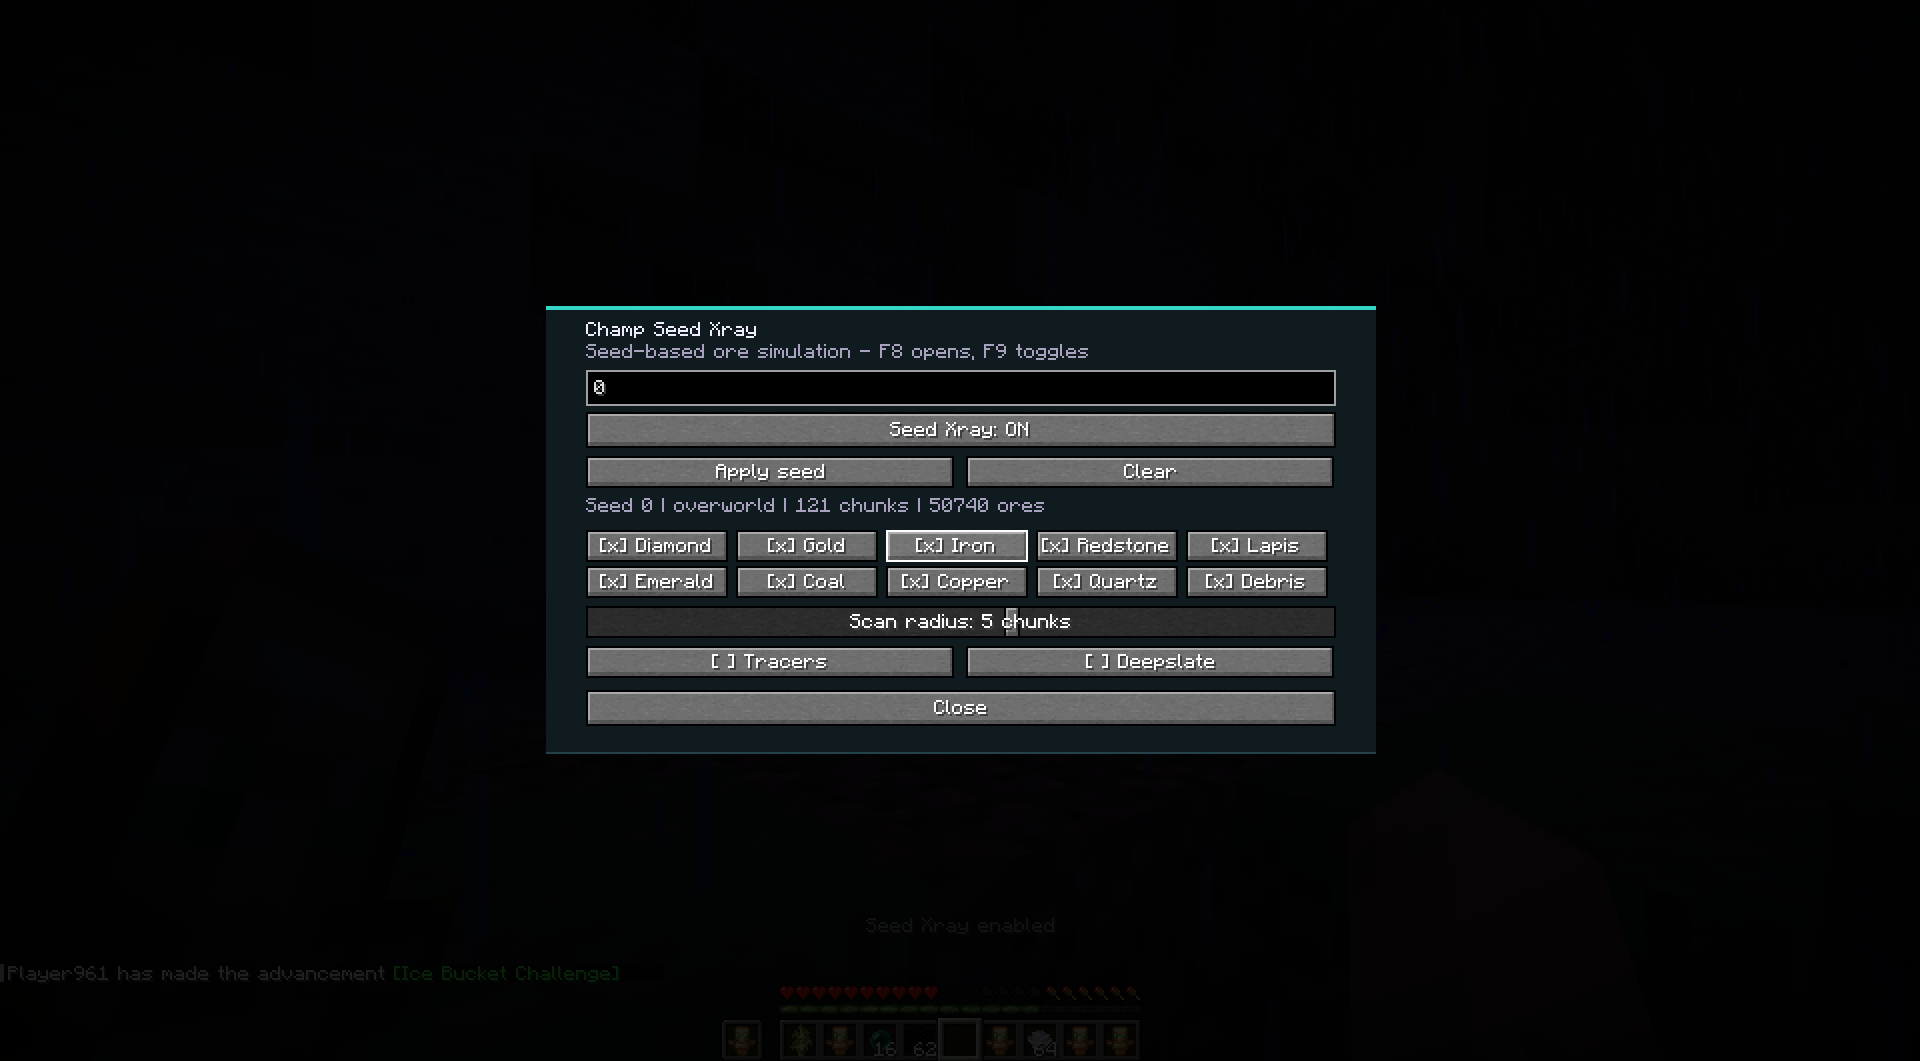 Champ Seed Xray
Seed-based ore simulation - F8 opens, F9 toggles
0
Seed Xray: ON
Apply seed
Clear
Seed 0 | overworld | 121 chunks | 50740 ores
[x] Diamond
[x] Gold
[x] Iron
[x] Redstone
[x] Lapis
[x] Emerald
[x] Coal
[x] Copper
[x] Quartz
[x] Debris
Scan radius: 5 chunks
[ ] Tracers
[ ] Deepslate
Close
Seed Xray enabled
Player961 has made the advancement [Ice Bucket Challenge]
16
62
64